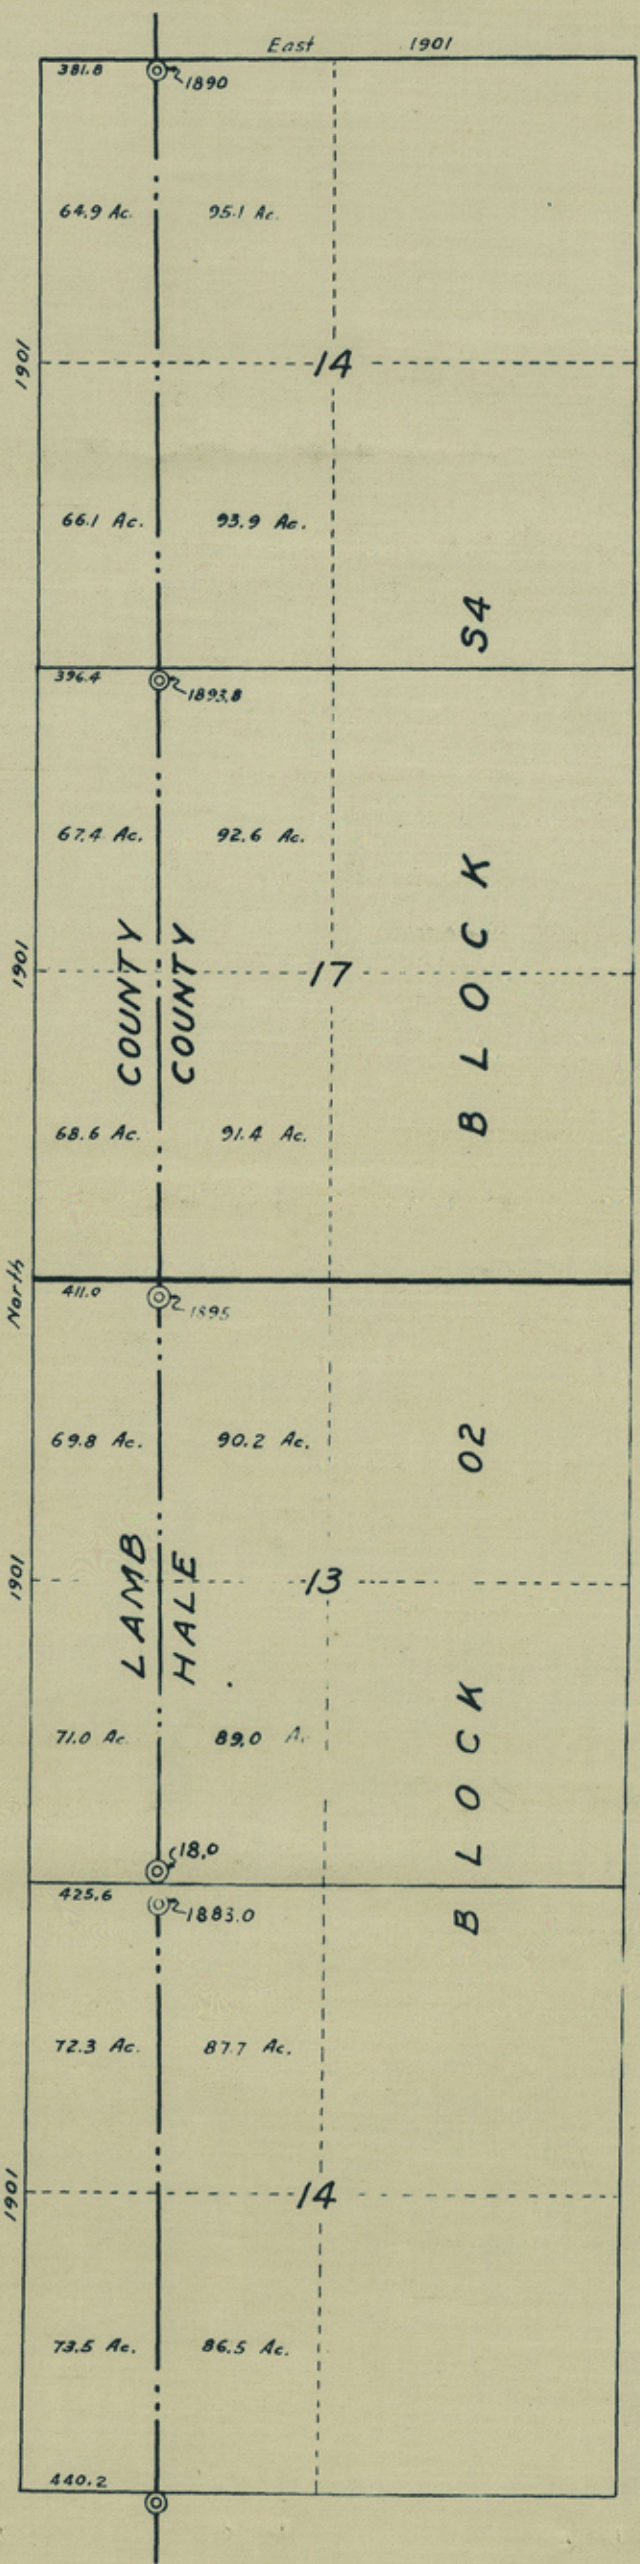 East 1901
381.8 1890
64.9 Ac. 95.1 Ac.
1901
14
66.1 Ac. 93.9 Ac.
S4
396.4 1893.8
67.4 Ac. 92.6 Ac.
BLOCK
COUNTY
COUNTY
1901
17
68.6 Ac. 91.4 Ac.
North
411.0 1895
69.8 Ac. 90.2 Ac.
02
LAMB
HALE
1901
13
71.0 Ac. 89.0 Ac.
BLOCK
18.0
425.6
1883.0
72.3 Ac. 87.7 Ac.
1901
14
73.5 Ac. 86.5 Ac.
440.2